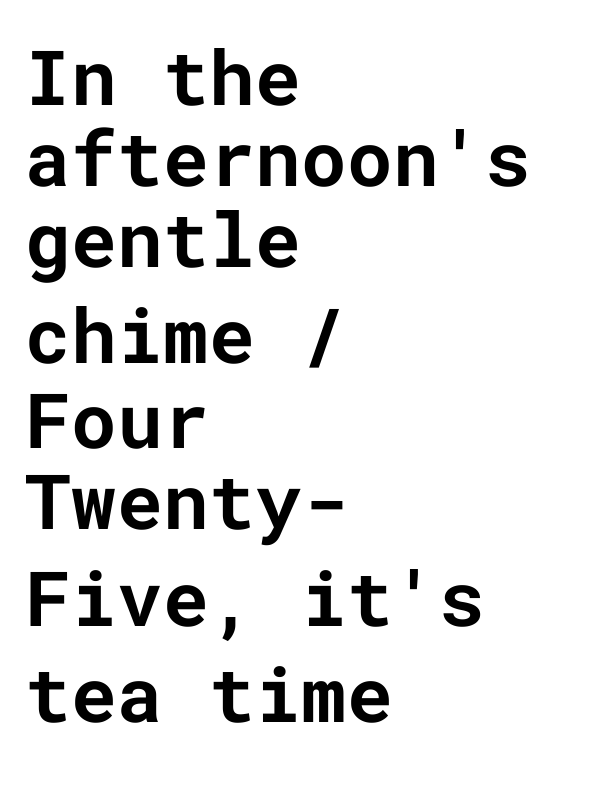 In the
afternoon's
gentle
chime /
Four
Twenty-
Five, it's
tea time